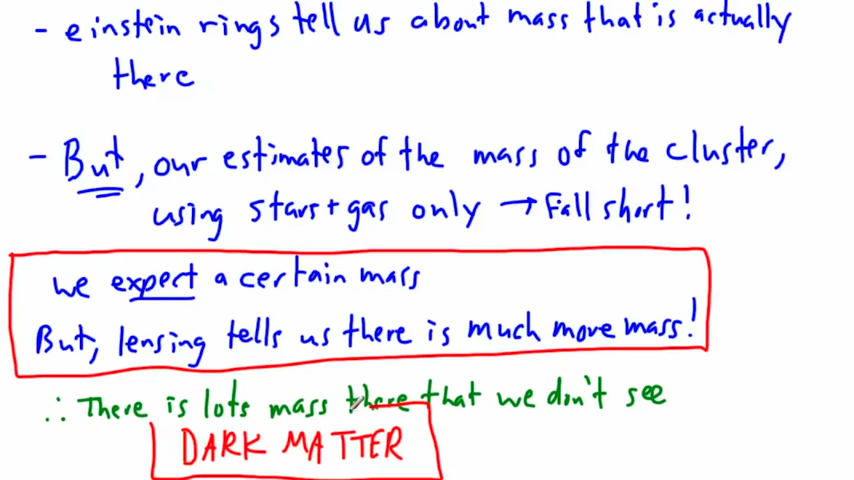 - einstein rings tell us about mass that is actually
there
- But, our estimates of the mass of the cluster,
using stars + gas only → Fall short!
we expect a certain mass
But, lensing tells us there is much more mass!
∴ There is lots mass there that we don't see
DARK MATTER